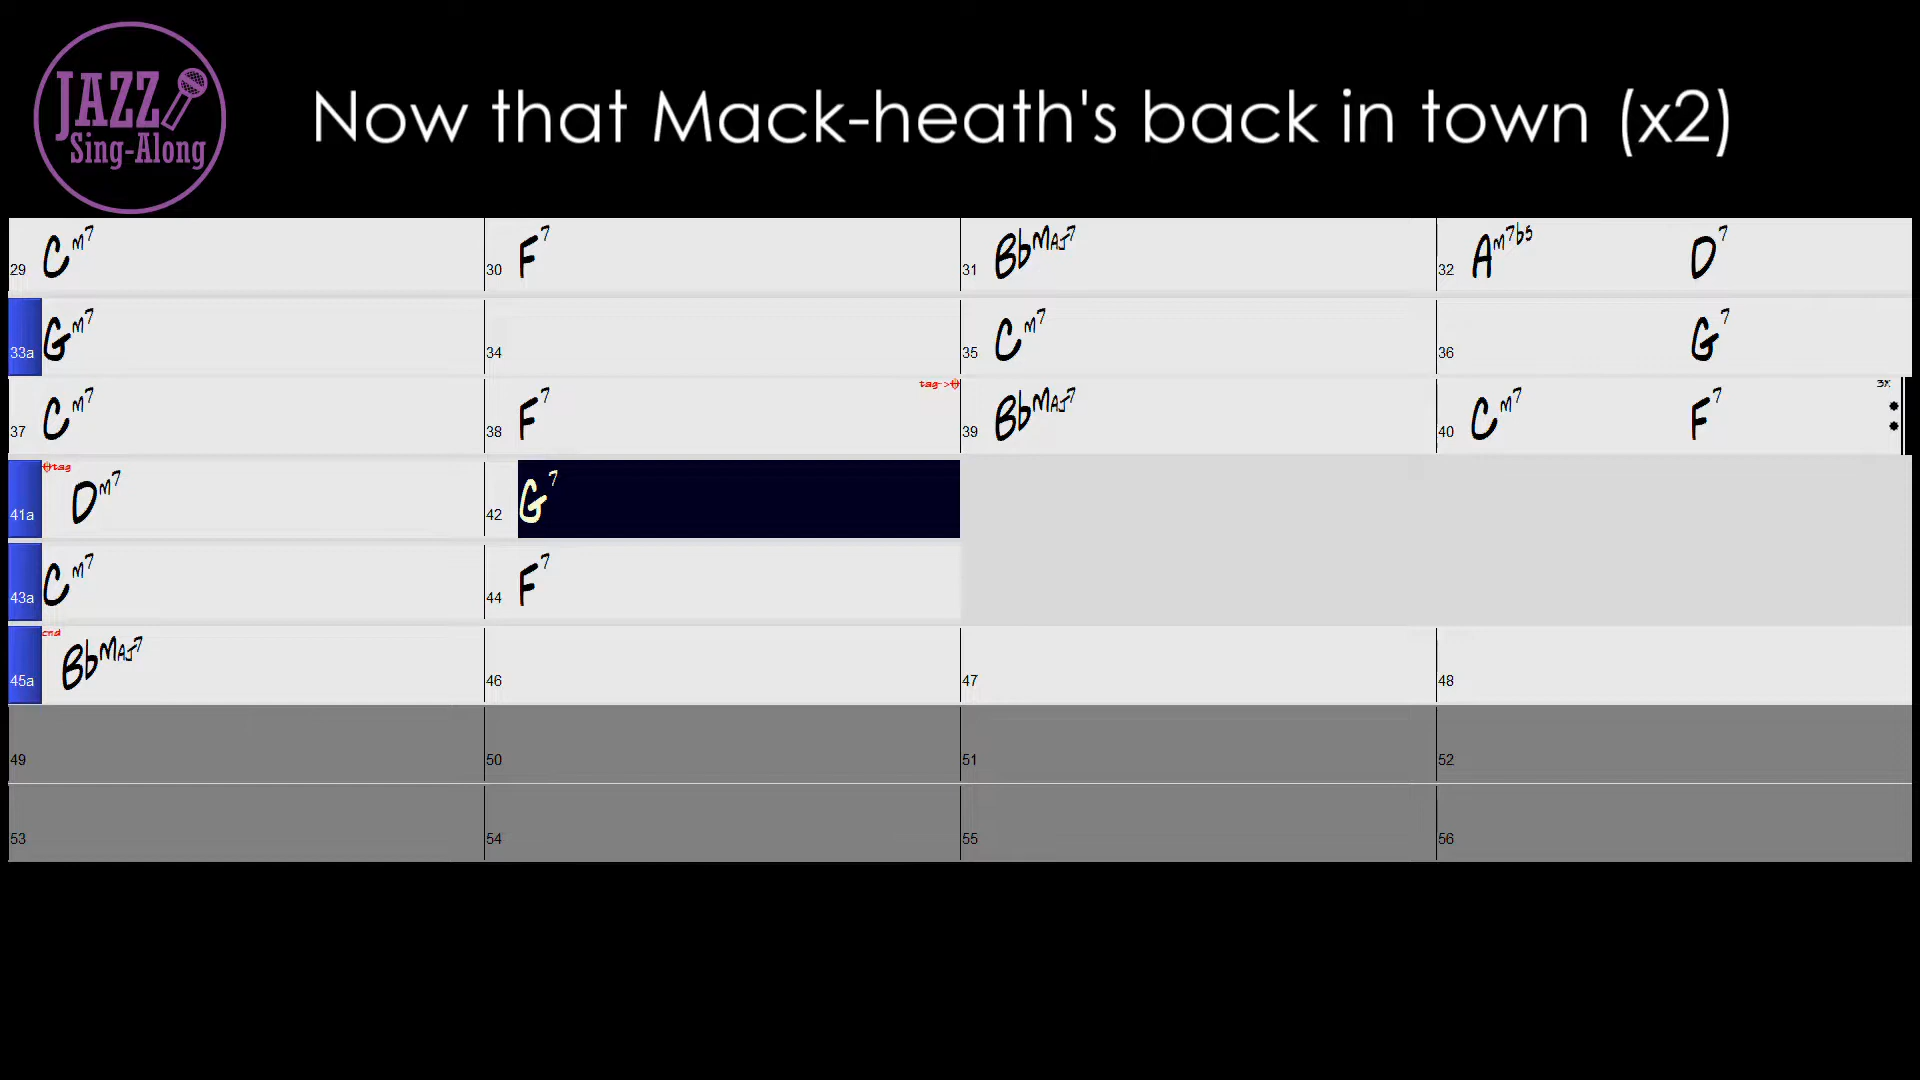 JAZZ
Sing-Along
Now that Mack-heath's back in town (x2)
29 Cm7 30 F7 31 BbMAJ7 32 Am7b5 D7
33a Gm7 34 35 Cm7 36 G7
tag-> 3x
37 Cm7 38 F7 39 BbMAJ7 40 Cm7 F7
tag
41a Dm7 42 G7
43a Cm7 44 F7
end
45a BbMAJ7 46 47 48
49 50 51 52
53 54 55 56